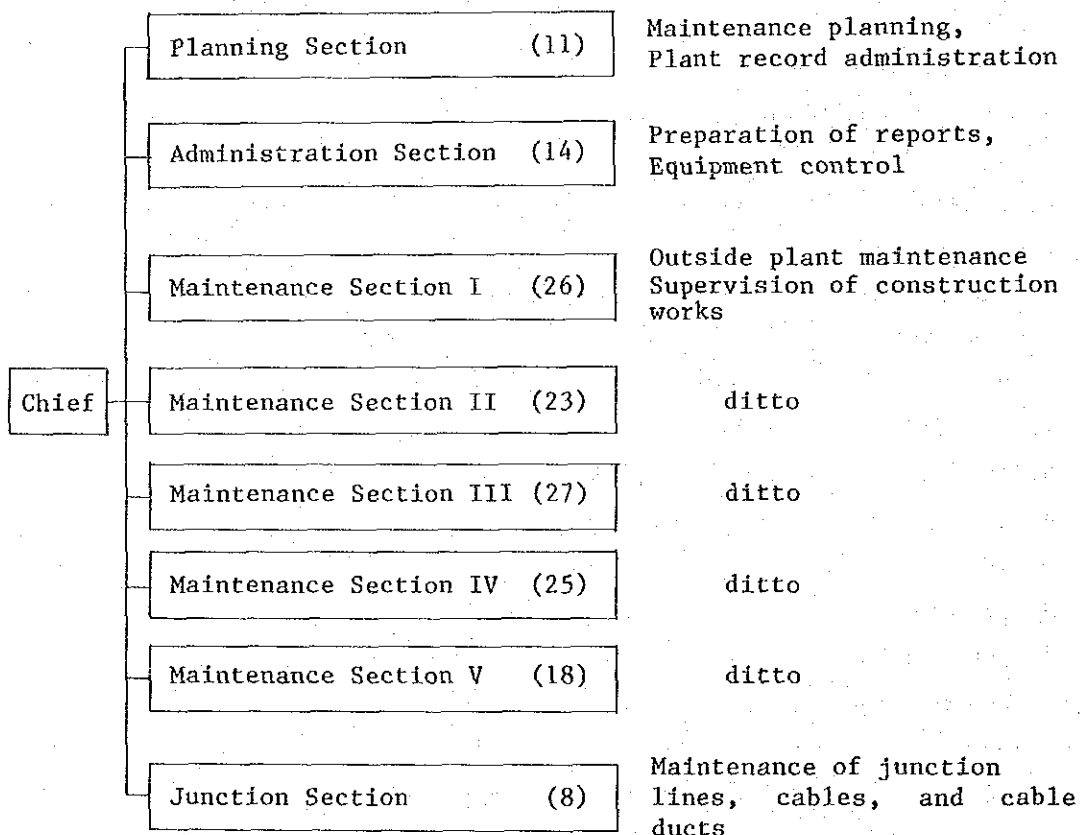 Planning Section (11)
Maintenance planning,
Plant record administration
Administration Section (14)
Preparation of reports,
Equipment control
Maintenance Section I (26)
Outside plant maintenance
Supervision of construction
works
Chief
Maintenance Section II (23)
ditto
Maintenance Section III (27)
ditto
Maintenance Section IV (25)
ditto
Maintenance Section V (18)
ditto
Junction Section (8)
Maintenance of junction
lines, cables, and cable
ducts